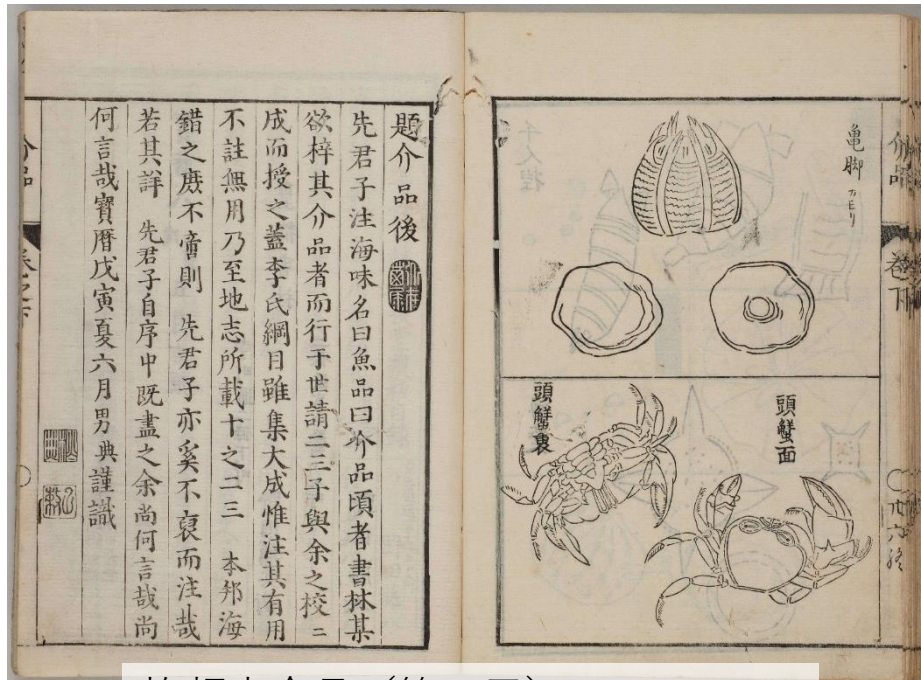 亀脚
頭蟹面
頭蟹裏
介品
巻下
題介品後
先君子注海味名曰魚品曰介品頃者書林某
欲梓其介品者而行于世請二三子與余之校二
成而授之蓋李氏綱目雖集大成惟注其有用
不註無用乃至地志所載十之二三 本邦海
錯之廣不啻則 先君子亦奚不裒而注哉
若其詳 先君子自序中既盡之余尚何言哉尚
何言哉寶暦戊寅夏六月男典謹識